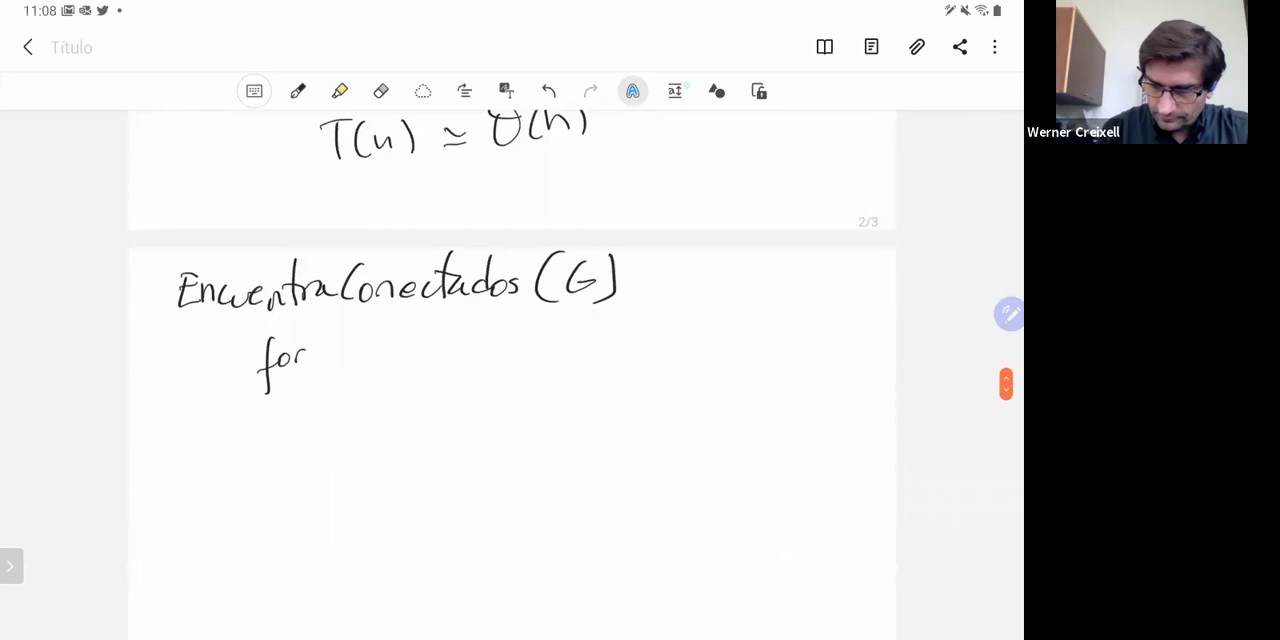 11:08
Título
T(n) ≃ O(n)
2/3
EncuentraConectados (G)
for
Werner Creixell